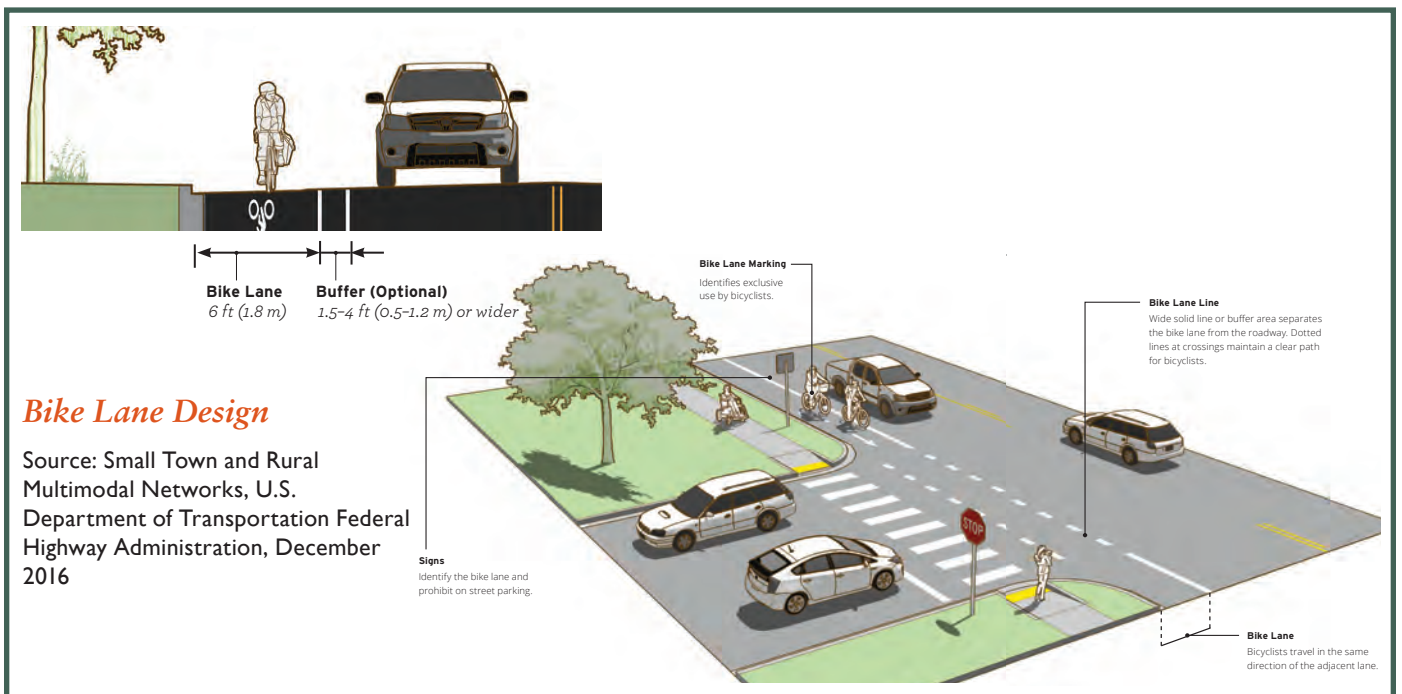 Bike Lane
6 ft (1.8 m)
Buffer (Optional)
1.5-4 ft (0.5-1.2 m) or wider
Bike Lane Design
Source: Small Town and Rural
Multimodal Networks, U.S.
Department of Transportation Federal
Highway Administration, December
2016
Bike Lane Marking
Identifies exclusive
use by bicyclists.
Bike Lane Line
Wide solid line or buffer area separates
the bike lane from the roadway. Dotted
lines at crossings maintain a clear path
for bicyclists.
Signs
Identify the bike lane and
prohibit on street parking.
STOP
Bike Lane
Bicyclists travel in the same
direction of the adjacent lane.